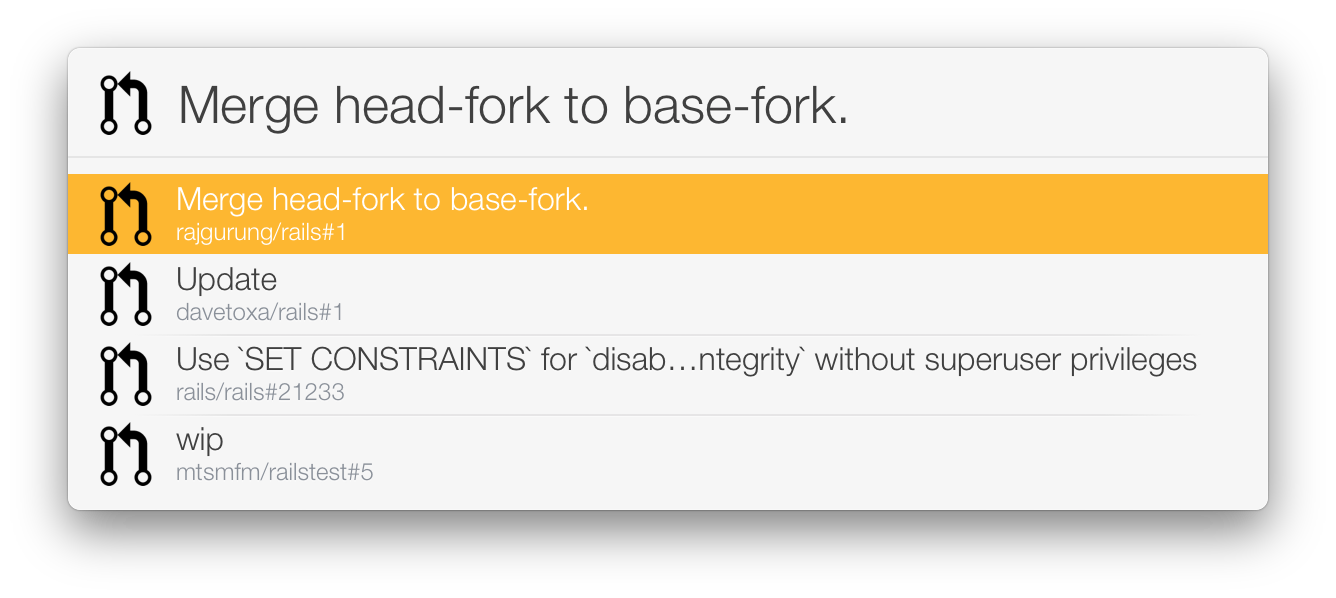 Merge head-fork to base-fork.
Merge head-fork to base-fork.
rajgurung/rails#1
Update
davetoxa/rails#1
Use `SET CONSTRAINTS` for `disab…ntegrity` without superuser privileges
rails/rails#21233
wip
mtsmfm/railstest#5